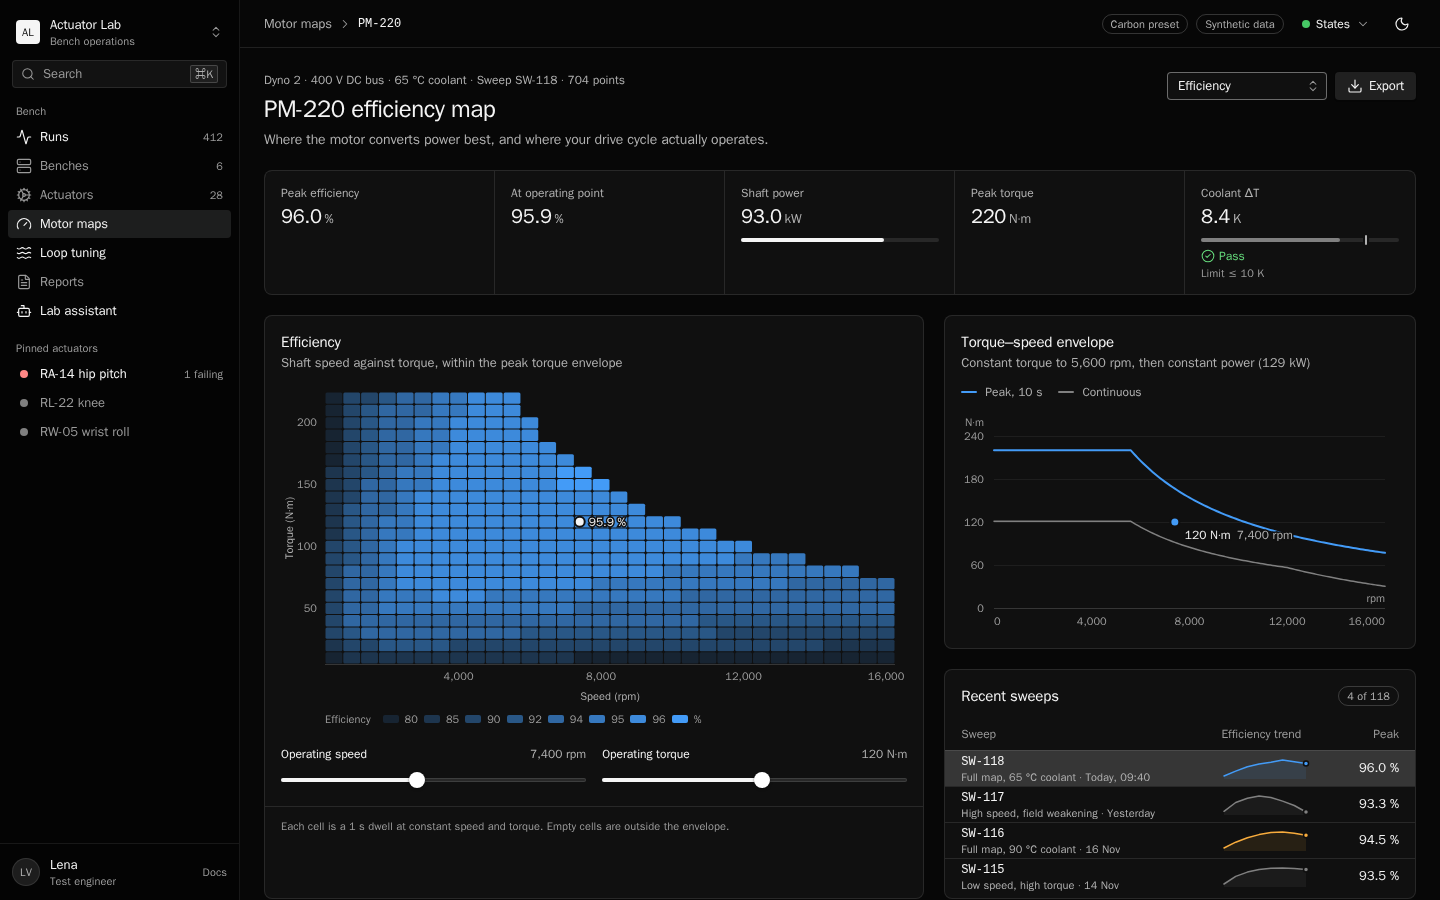 AL
Actuator Lab
Bench operations
Search
⌘K
Bench
Runs 412
Benches 6
Actuators 28
Motor maps
Loop tuning
Reports
Lab assistant
Pinned actuators
RA-14 hip pitch 1 failing
RL-22 knee
RW-05 wrist roll
LV
Lena
Test engineer
Docs
Motor maps > PM-220
Carbon preset
Synthetic data
States
Dyno 2 · 400 V DC bus · 65 °C coolant · Sweep SW-118 · 704 points
PM-220 efficiency map
Where the motor converts power best, and where your drive cycle actually operates.
Efficiency
Export
Peak efficiency
96.0 %
At operating point
95.9 %
Shaft power
93.0 kW
Peak torque
220 N·m
Coolant ΔT
8.4 K
Pass
Limit ≤ 10 K
Efficiency
Shaft speed against torque, within the peak torque envelope
Torque (N·m)
200
150
100
50
95.9 %
4,000 8,000 12,000 16,000
Speed (rpm)
Efficiency 80 85 90 92 94 95 96 %
Operating speed 7,400 rpm
Operating torque 120 N·m
Each cell is a 1 s dwell at constant speed and torque. Empty cells are outside the envelope.
Torque–speed envelope
Constant torque to 5,600 rpm, then constant power (129 kW)
Peak, 10 s
Continuous
N·m
240
180
120
60
0
120 N·m 7,400 rpm
rpm
0 4,000 8,000 12,000 16,000
Recent sweeps
4 of 118
Sweep Efficiency trend Peak
SW-118
Full map, 65 °C coolant · Today, 09:40
96.0 %
SW-117
High speed, field weakening · Yesterday
93.3 %
SW-116
Full map, 90 °C coolant · 16 Nov
94.5 %
SW-115
Low speed, high torque · 14 Nov
93.5 %